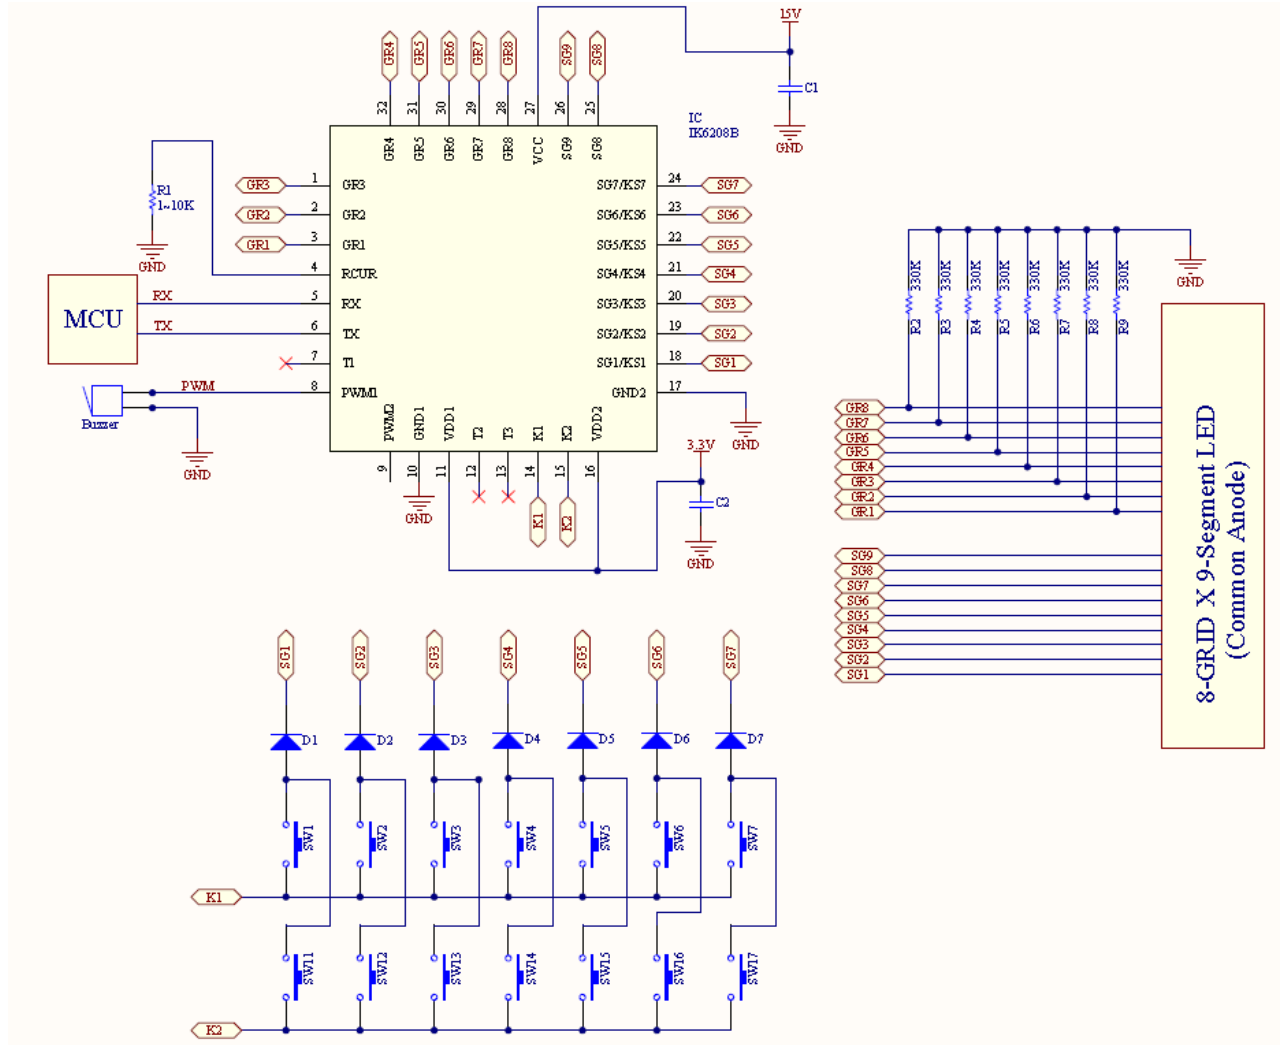 15V
C1
GND
GR4 GR5 GR6 GR7 GR8 SG9 SG8
32 31 30 29 28 27 26 25
GR4 GR5 GR6 GR7 GR8 VCC SG9 SG8
IC
IK6208B
R1
1~10K
GND
GR3 1 GR3
GR2 2 GR2
GR1 3 GR1
4 RCUR
RX 5 RX
TX 6 TX
7 T1
PWM 8 PWM1
MCU
Buzzer
GND
SG7/KS7 24 SG7
SG6/KS6 23 SG6
SG5/KS5 22 SG5
SG4/KS4 21 SG4
SG3/KS3 20 SG3
SG2/KS2 19 SG2
SG1/KS1 18 SG1
GND2 17
GND
PWM2 GND1 VDD1 T2 T3 K1 K2 VDD2
9 10 11 12 13 14 15 16
GND
K1 K2
3.3V
C2
GND
330K 330K 330K 330K 330K 330K 330K 330K
R2 R3 R4 R5 R6 R7 R8 R9
GND
GR8
GR7
GR6
GR5
GR4
GR3
GR2
GR1
SG9
SG8
SG7
SG6
SG5
SG4
SG3
SG2
SG1
8-GRID X 9-Segment LED
(Common Anode)
SG1 SG2 SG3 SG4 SG5 SG6 SG7
D1 D2 D3 D4 D5 D6 D7
SW1 SW2 SW3 SW4 SW5 SW6 SW7
K1
SW11 SW12 SW13 SW14 SW15 SW16 SW17
K2